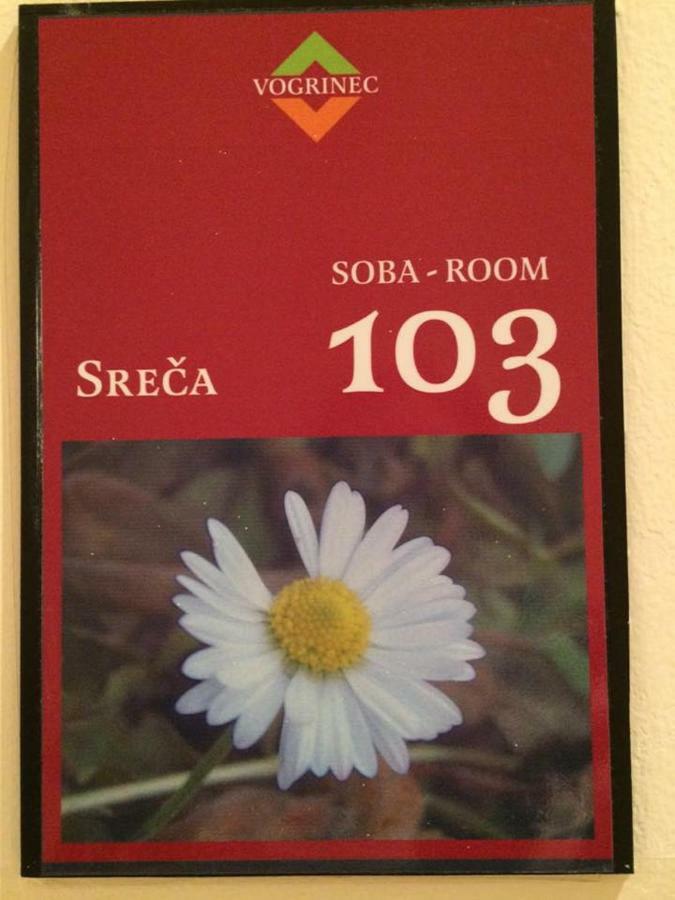 VOGRINEC
SOBA - ROOM
103
SREČA